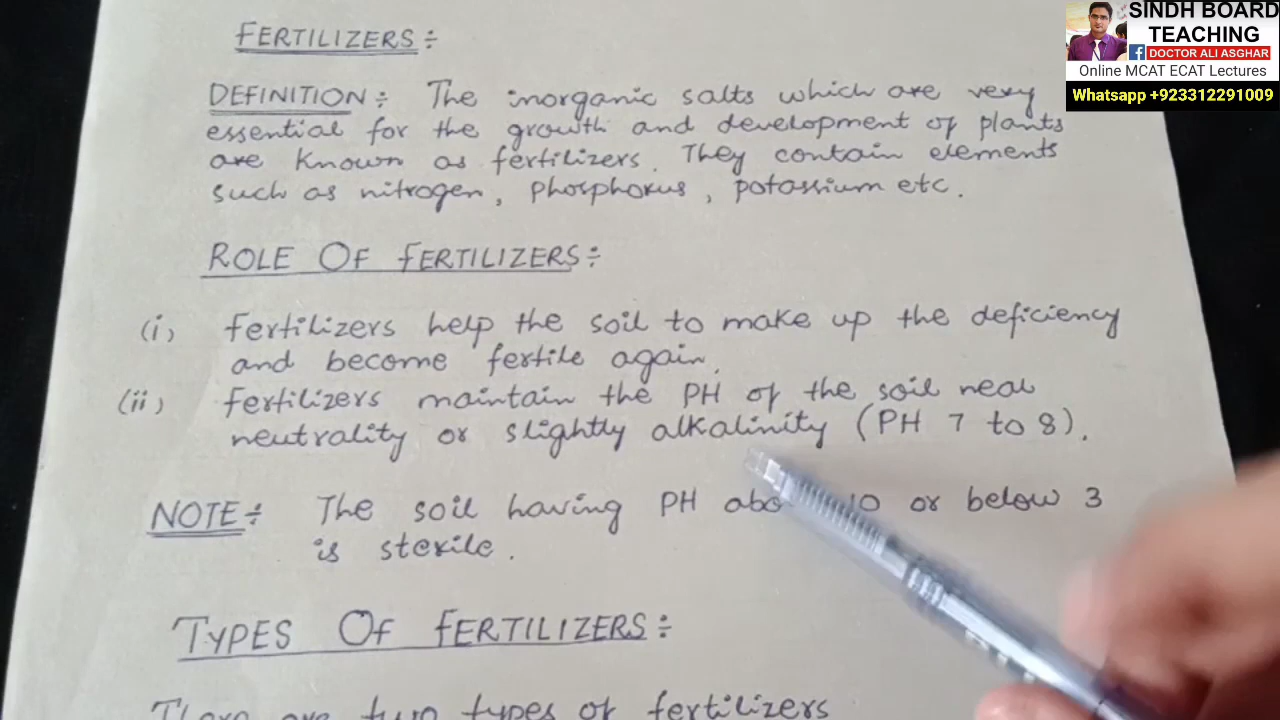 SINDH BOARD
TEACHING
f DOCTOR ALI ASGHAR
Online MCAT ECAT Lectures
Whatsapp +923312291009
FERTILIZERS :-
DEFINITION :- The inorganic salts which are very
essential for the growth and development of plants
are known as fertilizers. They contain elements
such as nitrogen, phosphorus, potassium etc.
ROLE OF FERTILIZERS :-
(i) Fertilizers help the soil to make up the deficiency
and become fertile again.
(ii) Fertilizers maintain the PH of the soil near
neutrality or slightly alkalinity (PH 7 to 8).
NOTE :- The soil having PH 10 or below 3
is sterile.
TYPES OF FERTILIZERS :-
There are two types of fertilizers